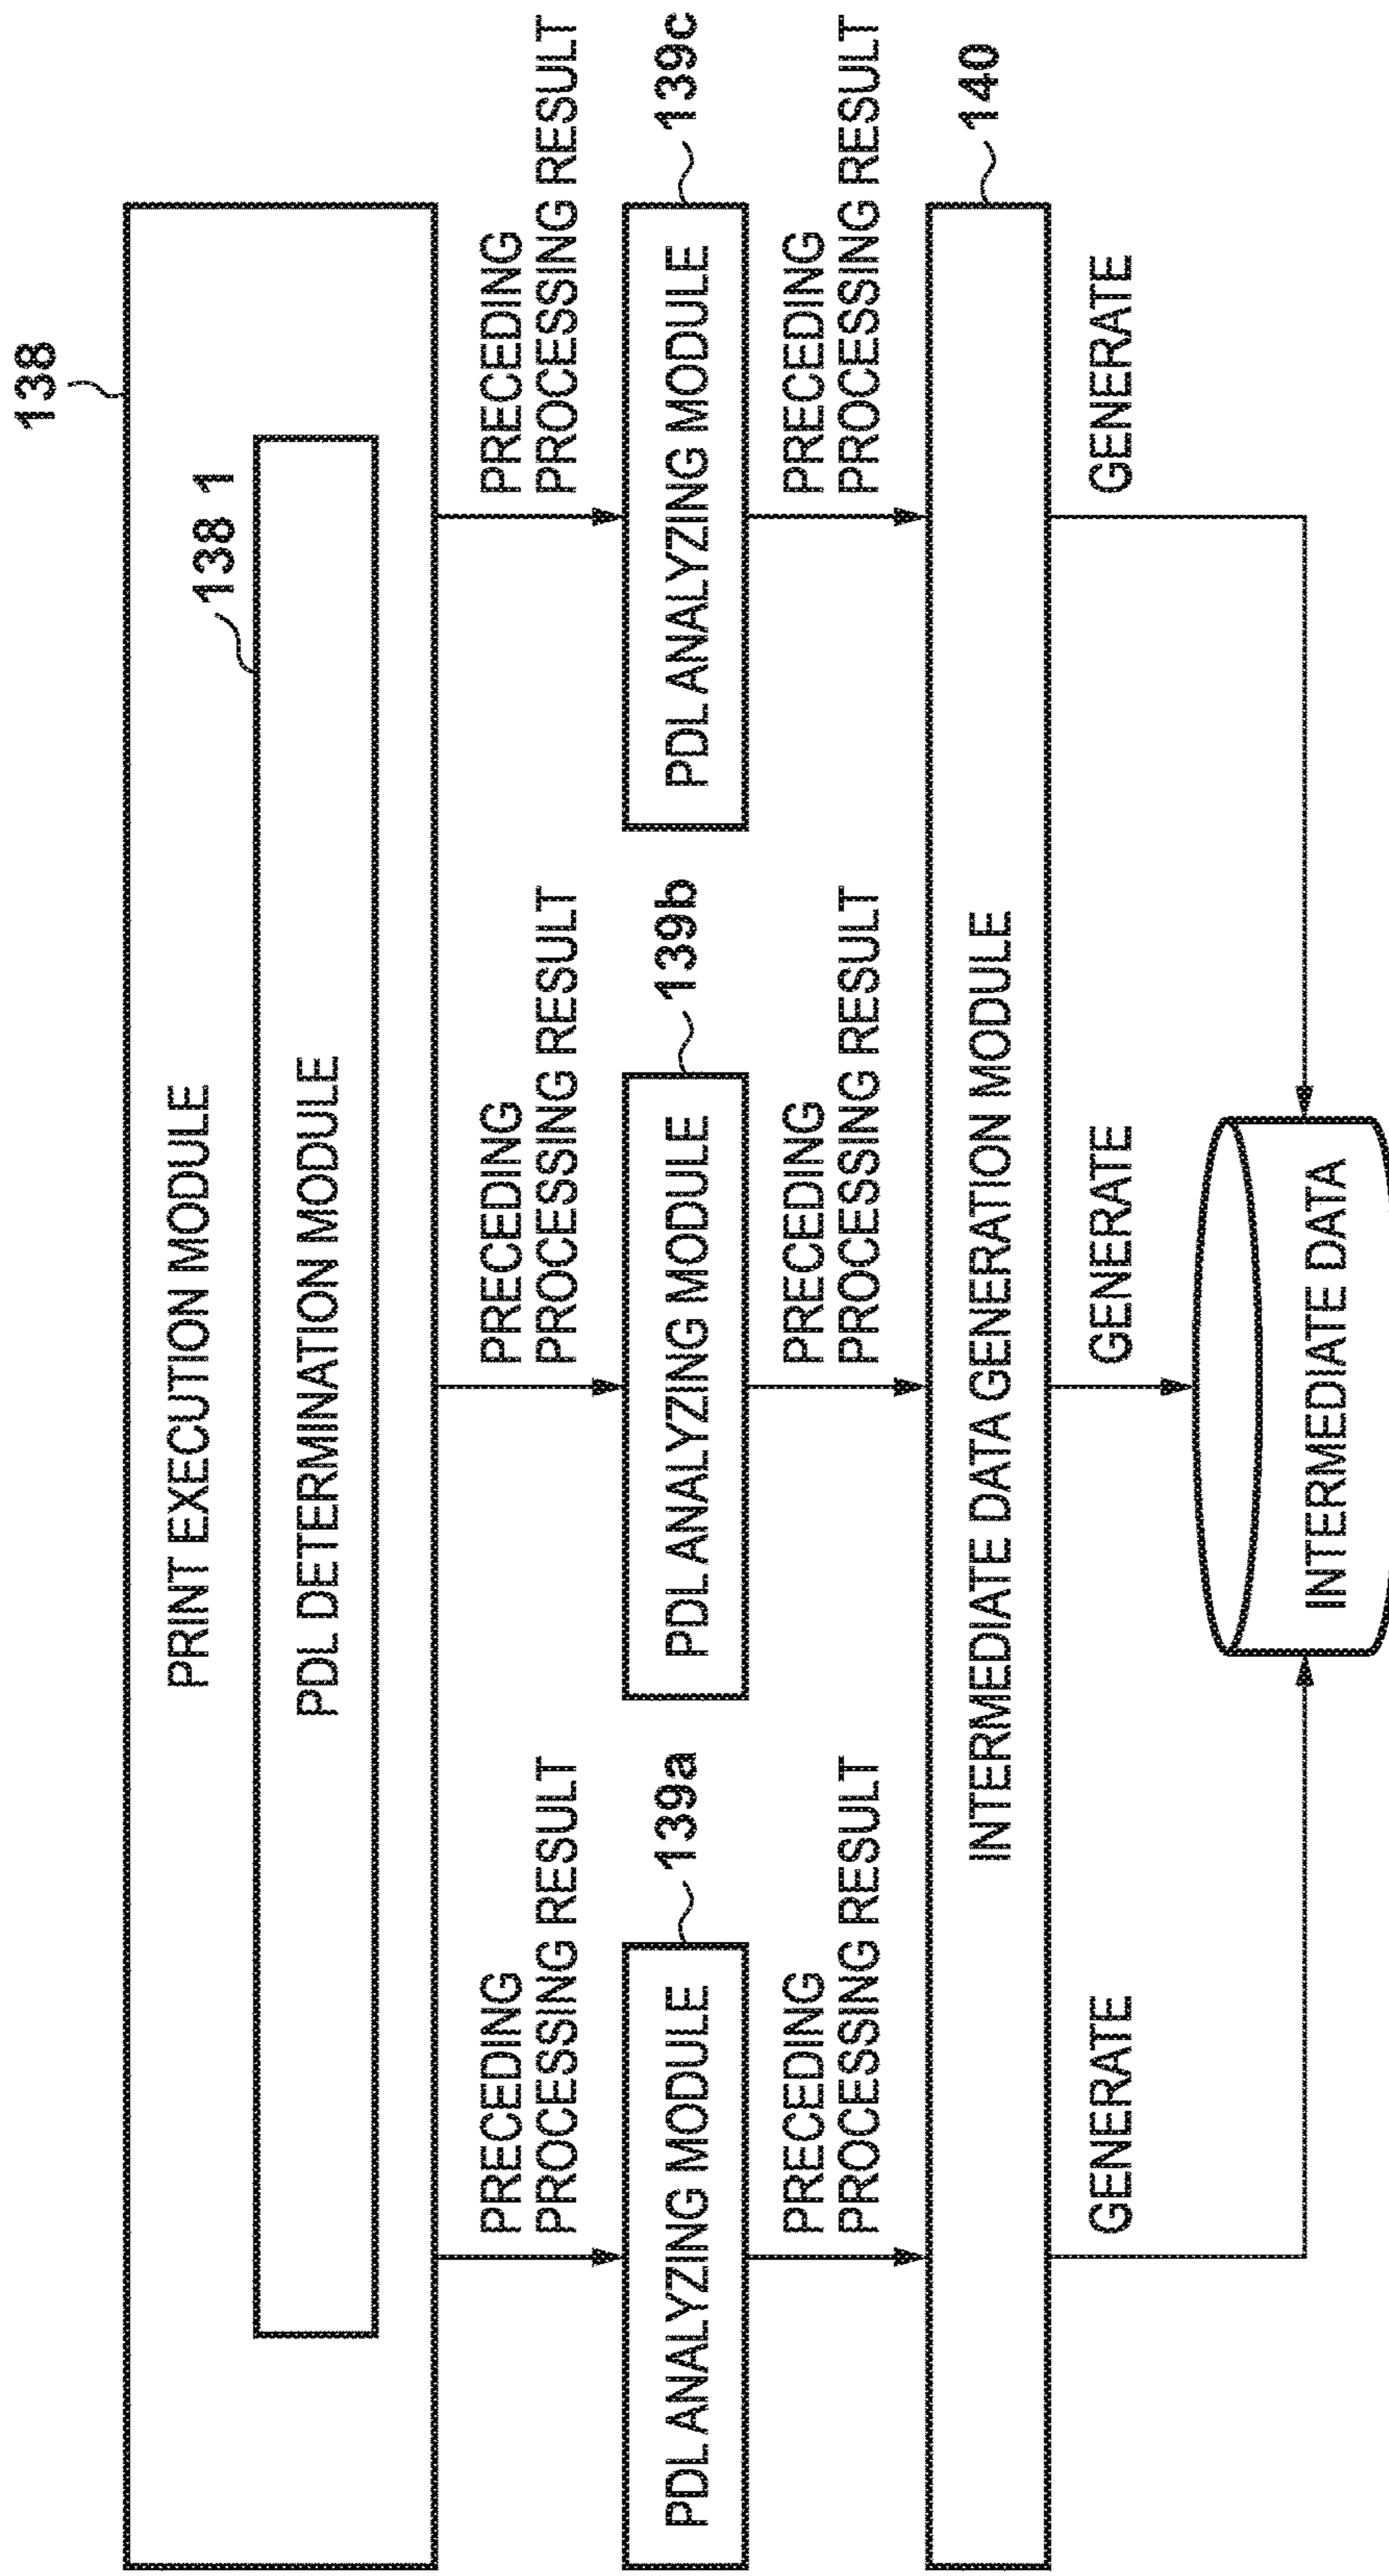 138
PRINT EXECUTION MODULE
138 1
PDL DETERMINATION MODULE
PRECEDING
PROCESSING RESULT
PRECEDING
PROCESSING RESULT
PRECEDING
PROCESSING RESULT
139a
139b
139c
PDL ANALYZING MODULE
PDL ANALYZING MODULE
PDL ANALYZING MODULE
PRECEDING
PROCESSING RESULT
PRECEDING
PROCESSING RESULT
PRECEDING
PROCESSING RESULT
140
INTERMEDIATE DATA GENERATION MODULE
GENERATE
GENERATE
GENERATE
INTERMEDIATE DATA